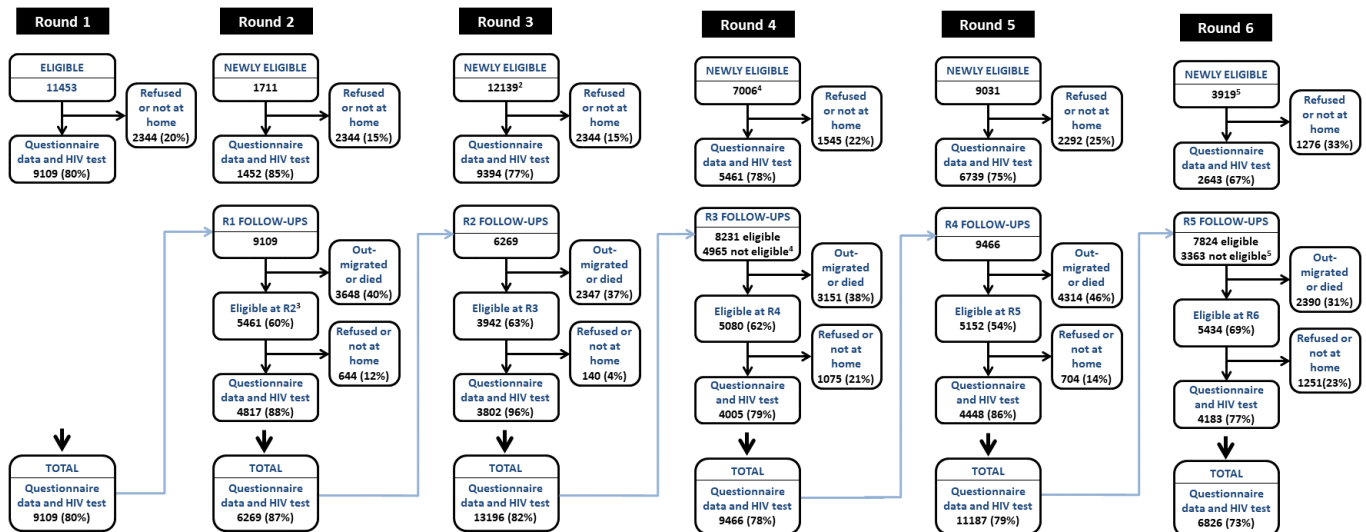 Round 1
ELIGIBLE
11453
Refused
or not at
home
2344 (20%)
Questionnaire
data and HIV test
9109 (80%)
TOTAL
Questionnaire
data and HIV test
9109 (80%)
Round 2
NEWLY ELIGIBLE
1711
Refused
or not at
home
2344 (15%)
Questionnaire
data and HIV test
1452 (85%)
R1 FOLLOW-UPS
9109
Out-
migrated
or died
3648 (40%)
Eligible at R2³
5461 (60%)
Refused or
not at
home
644 (12%)
Questionnaire
data and HIV test
4817 (88%)
TOTAL
Questionnaire
data and HIV test
6269 (87%)
Round 3
NEWLY ELIGIBLE
12139²
Refused
or not at
home
2344 (15%)
Questionnaire
data and HIV test
9394 (77%)
R2 FOLLOW-UPS
6269
Out-
migrated
or died
2347 (37%)
Eligible at R3
3942 (63%)
Refused or
not at
home
140 (4%)
Questionnaire
data and HIV test
3802 (96%)
TOTAL
Questionnaire
data and HIV test
13196 (82%)
Round 4
NEWLY ELIGIBLE
7006⁴
Refused
or not at
home
1545 (22%)
Questionnaire
data and HIV test
5461 (78%)
R3 FOLLOW-UPS
8231 eligible
4965 not eligible⁴
Out-
migrated
or died
3151 (38%)
Eligible at R4
5080 (62%)
Refused or
not at
home
1075 (21%)
Questionnaire
and HIV test
4005 (79%)
TOTAL
Questionnaire
data and HIV test
9466 (78%)
Round 5
NEWLY ELIGIBLE
9031
Refused
or not at
home
2292 (25%)
Questionnaire
data and HIV test
6739 (75%)
R4 FOLLOW-UPS
9466
Out-
migrated
or died
4314 (46%)
Eligible at R5
5152 (54%)
Refused or
not at
home
704 (14%)
Questionnaire
and HIV test
4448 (86%)
TOTAL
Questionnaire
data and HIV test
11187 (79%)
Round 6
NEWLY ELIGIBLE
3919⁵
Refused
or not at
home
1276 (33%)
Questionnaire
data and HIV test
2643 (67%)
R5 FOLLOW-UPS
7824 eligible
3363 not eligible⁵
Out-
migrated
or died
2390 (31%)
Eligible at R6
5434 (69%)
Refused or
not at
home
1251(23%)
Questionnaire
and HIV test
4183 (77%)
TOTAL
Questionnaire
data and HIV test
6826 (73%)